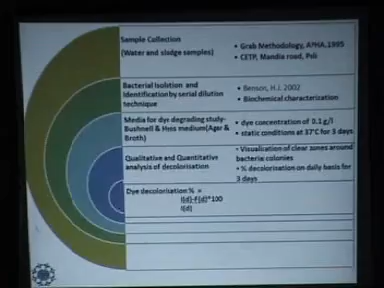 Sample Collection
(Water and sludge samples)
• Grab Methodology, APHA,1995
• CETP, Mandia road, Pali
Bacterial Isolation and
Identification by serial dilution
technique
• Benson, H.J. 2002
• Biochemical characterization
Media for dye degrading study-
Bushnell & Hass medium(Agar &
Broth)
• dye concentration of 0.1 g/l
• static conditions at 37°C for 3 days
Qualitative and Quantitative
analysis of decolorisation
• Visualisation of clear zones around
bacteria colonies
• % decolorisation on daily basis for
3 days
Dye decolorisation % =
I(d)-F(d)*100
I(d)